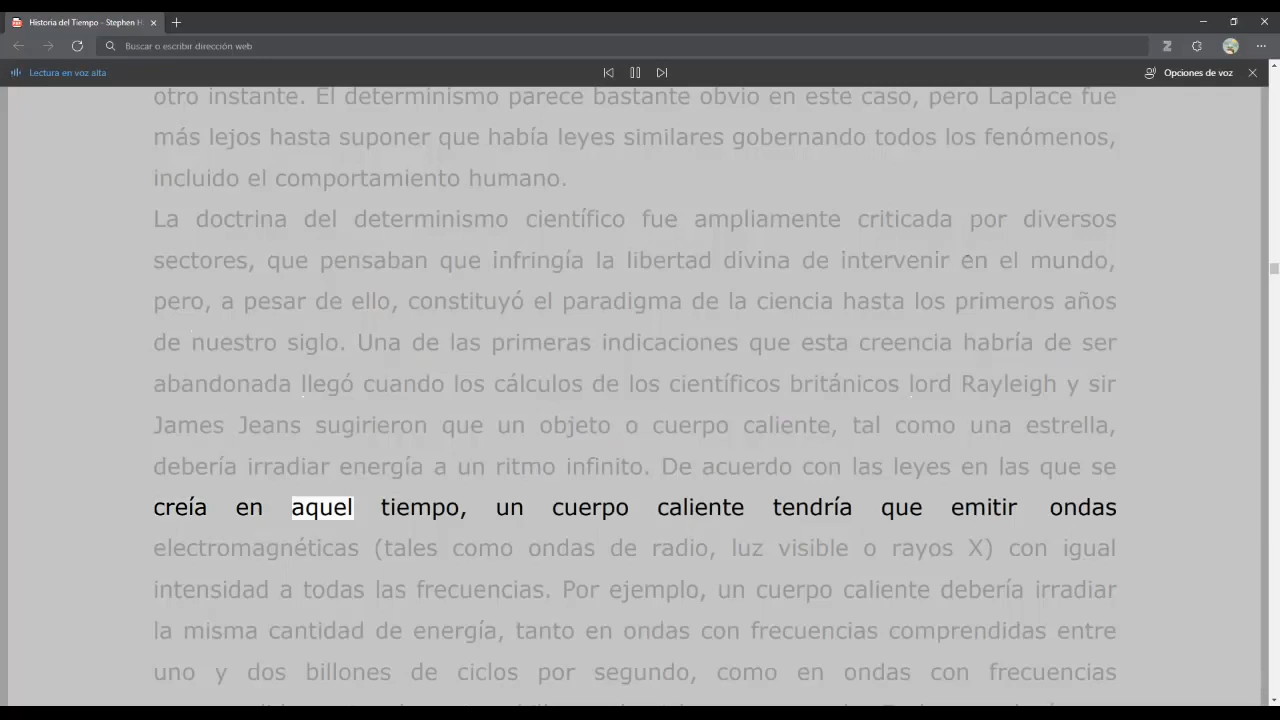 Historia del Tiempo - Stephen H
Buscar o escribir dirección web
Lectura en voz alta
Opciones de voz
otro instante. El determinismo parece bastante obvio en este caso, pero Laplace fue
más lejos hasta suponer que había leyes similares gobernando todos los fenómenos,
incluido el comportamiento humano.
La doctrina del determinismo científico fue ampliamente criticada por diversos
sectores, que pensaban que infringía la libertad divina de intervenir en el mundo,
pero, a pesar de ello, constituyó el paradigma de la ciencia hasta los primeros años
de nuestro siglo. Una de las primeras indicaciones que esta creencia habría de ser
abandonada llegó cuando los cálculos de los científicos británicos lord Rayleigh y sir
James Jeans sugirieron que un objeto o cuerpo caliente, tal como una estrella,
debería irradiar energía a un ritmo infinito. De acuerdo con las leyes en las que se
creía en aquel tiempo, un cuerpo caliente tendría que emitir ondas
electromagnéticas (tales como ondas de radio, luz visible o rayos X) con igual
intensidad a todas las frecuencias. Por ejemplo, un cuerpo caliente debería irradiar
la misma cantidad de energía, tanto en ondas con frecuencias comprendidas entre
uno y dos billones de ciclos por segundo, como en ondas con frecuencias